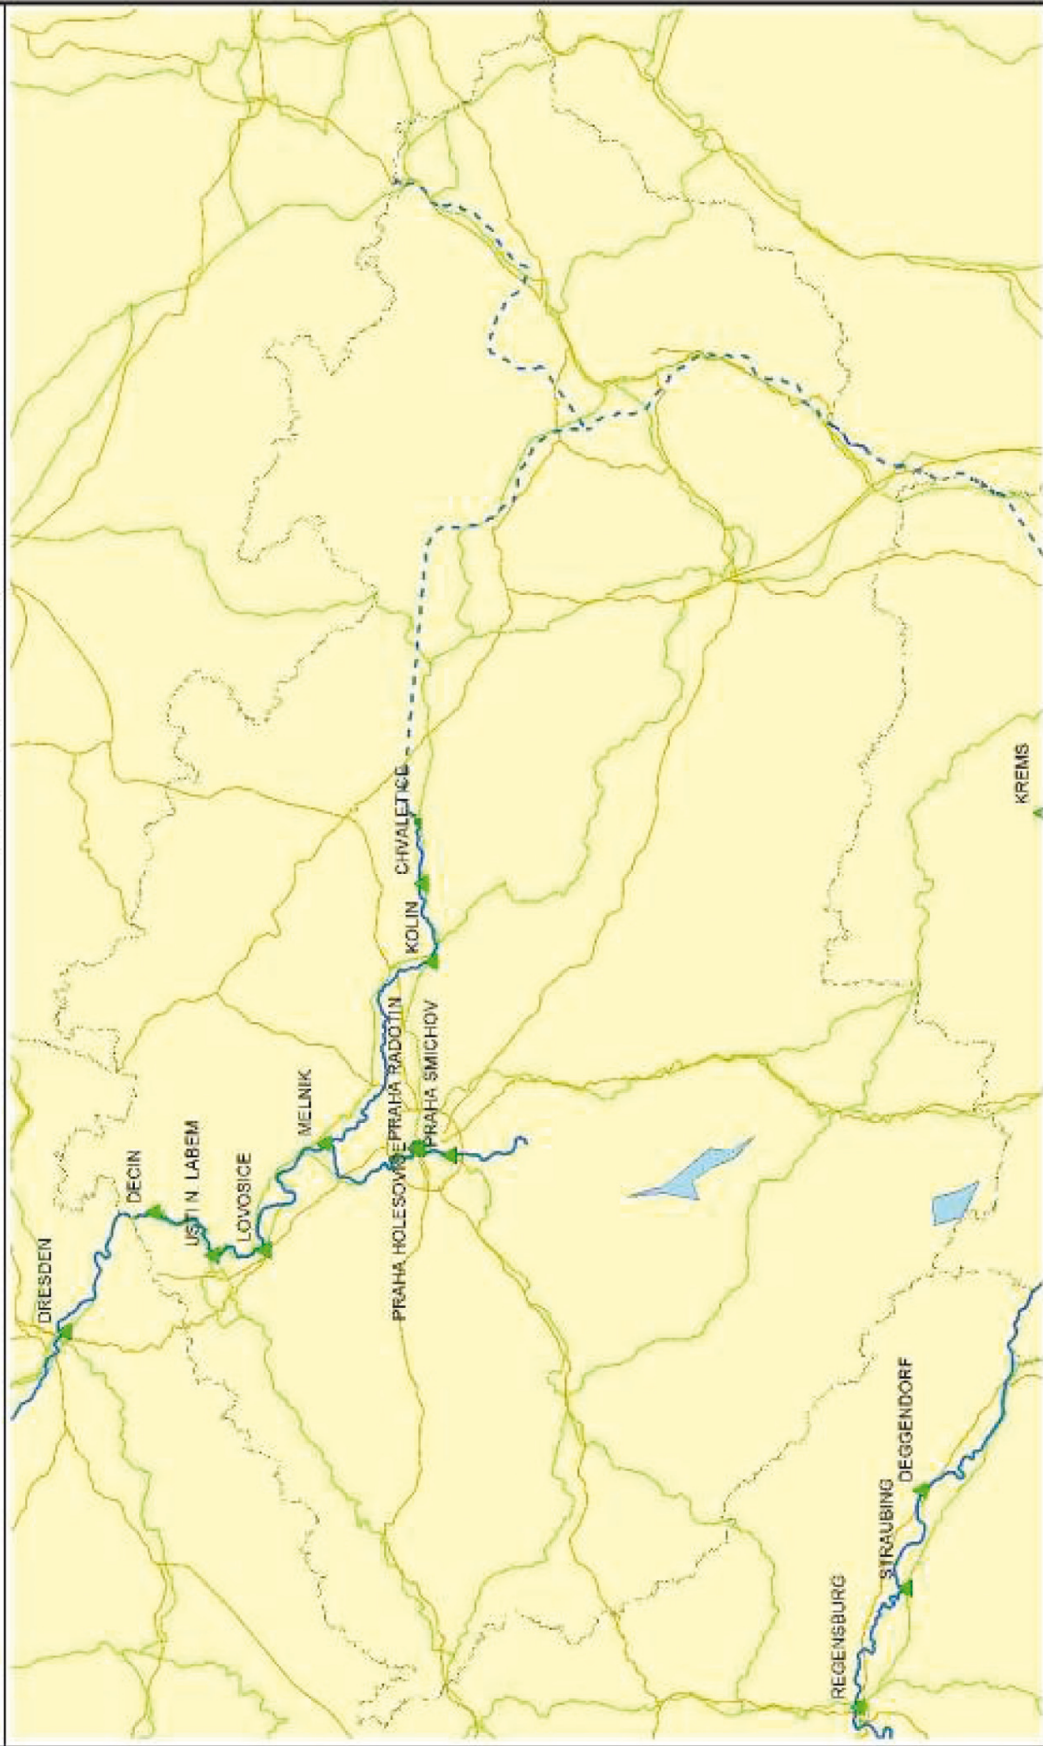 DRESDEN
DECIN
USTI N. LABEM
LOVOSICE
MELNIK
PRAHA HOLESOVICE
PRAHA RADOTIN
PRAHA SMICHOV
KOLIN
CHVALETICE
REGENSBURG
STRAUBING
DEGGENDORF
KREMS